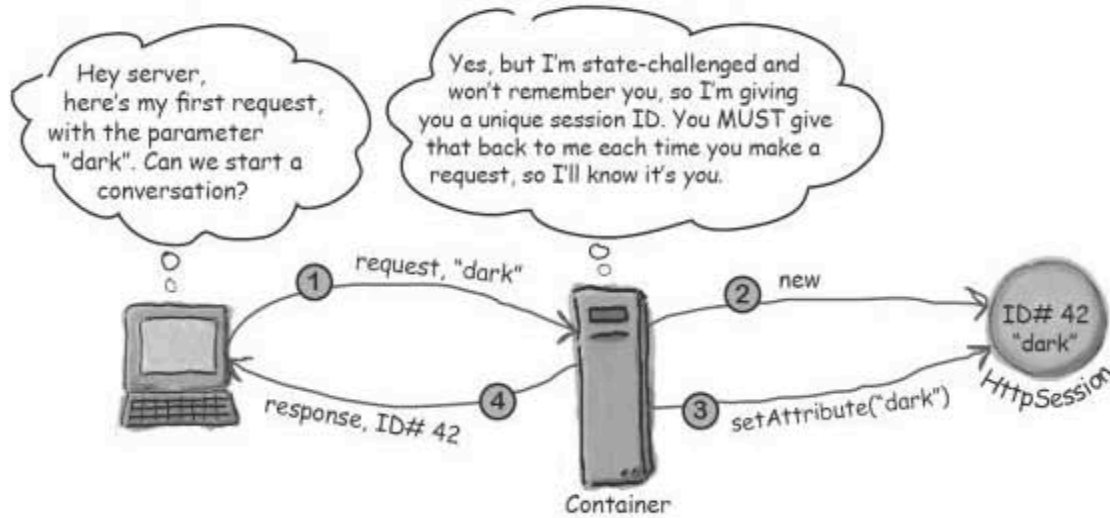 Hey server,
here's my first request,
with the parameter
"dark". Can we start a
conversation?
Yes, but I'm state-challenged and
won't remember you, so I'm giving
you a unique session ID. You MUST give
that back to me each time you make a
request, so I'll know it's you.
1
request, "dark"
2
new
ID# 42
"dark"
HttpSession
4
response, ID# 42
3
setAttribute("dark")
Container